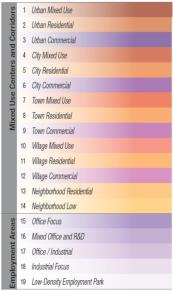 Mixed Use Centers and Corridors
1 Urban Mixed Use
2 Urban Residential
3 Urban Commercial
4 City Mixed Use
5 City Residential
6 City Commercial
7 Town Mixed Use
8 Town Residential
9 Town Commercial
10 Village Mixed Use
11 Village Residential
12 Village Commercial
13 Neighborhood Residential
14 Neighborhood Low
Employment Areas
15 Office Focus
16 Mixed Office and R&D
17 Office / Industrial
18 Industrial Focus
19 Low-Density Employment Park